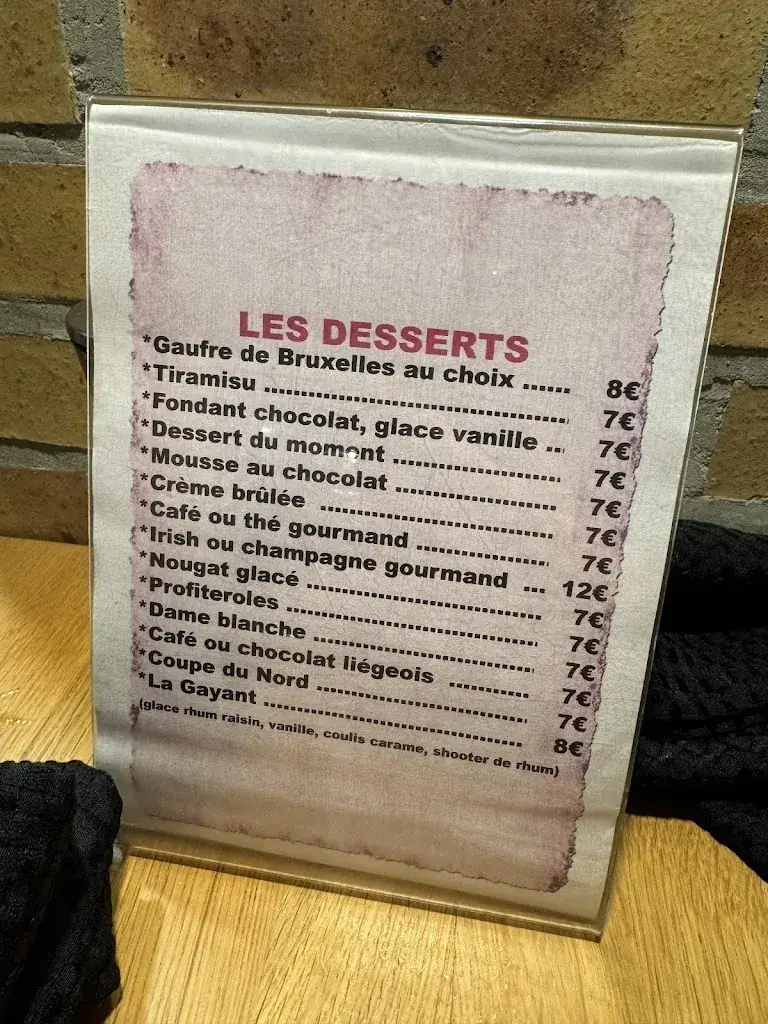 LES DESSERTS
*Gaufre de Bruxelles au choix ...... 8€
*Tiramisu ........................................ 7€
*Fondant chocolat, glace vanille ... 7€
*Dessert du moment ...................... 7€
*Mousse au chocolat ..................... 7€
*Crème brûlée ............................... 7€
*Café ou thé gourmand ................. 7€
*Irish ou champagne gourmand ... 12€
*Nougat glacé ............................... 7€
*Profiteroles ................................. 7€
*Dame blanche ............................. 7€
*Café ou chocolat liégeois ........... 7€
*Coupe du Nord ............................ 7€
*La Gayant ................................... 8€
(glace rhum raisin, vanille, coulis carame, shooter de rhum)